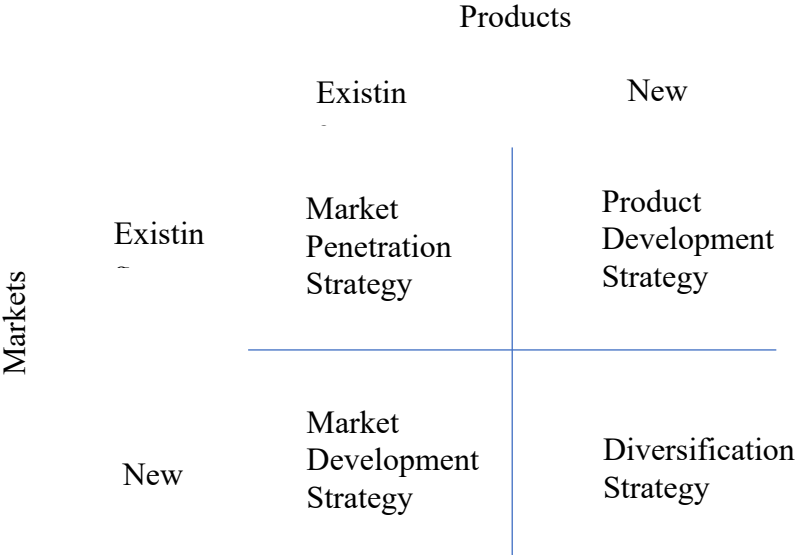 Products
Existin
New
Market
Penetration
Strategy
Product
Development
Strategy
Existin
Markets
Market
Development
Strategy
Diversification
Strategy
New